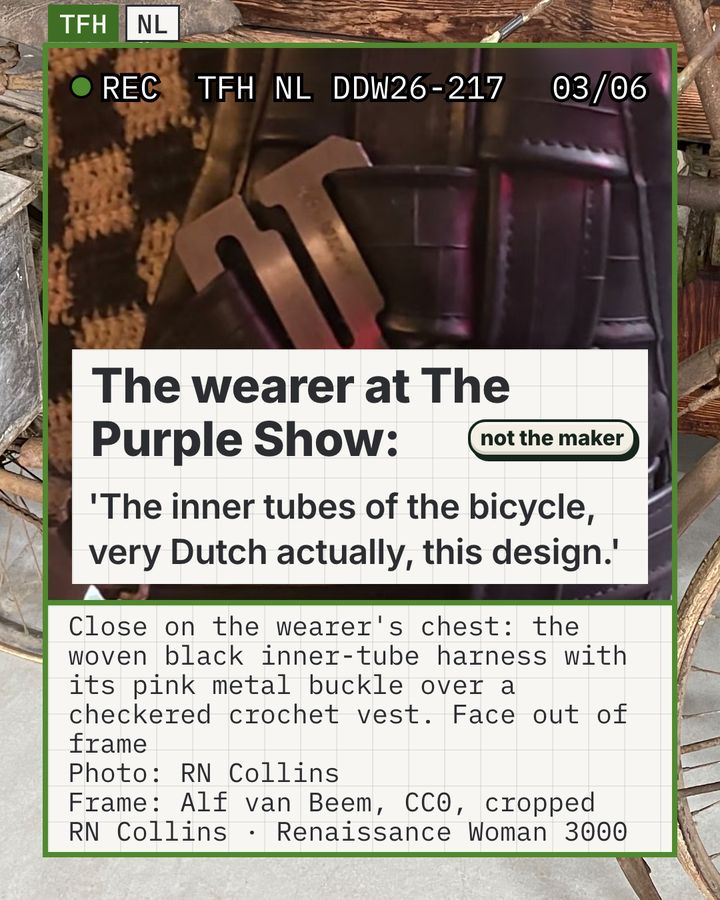 TFH NL
REC TFH NL DDW26-217 03/06
The wearer at The
Purple Show:
not the maker
'The inner tubes of the bicycle,
very Dutch actually, this design.'
Close on the wearer's chest: the
woven black inner-tube harness with
its pink metal buckle over a
checkered crochet vest. Face out of
frame
Photo: RN Collins
Frame: Alf van Beem, CC0, cropped
RN Collins · Renaissance Woman 3000